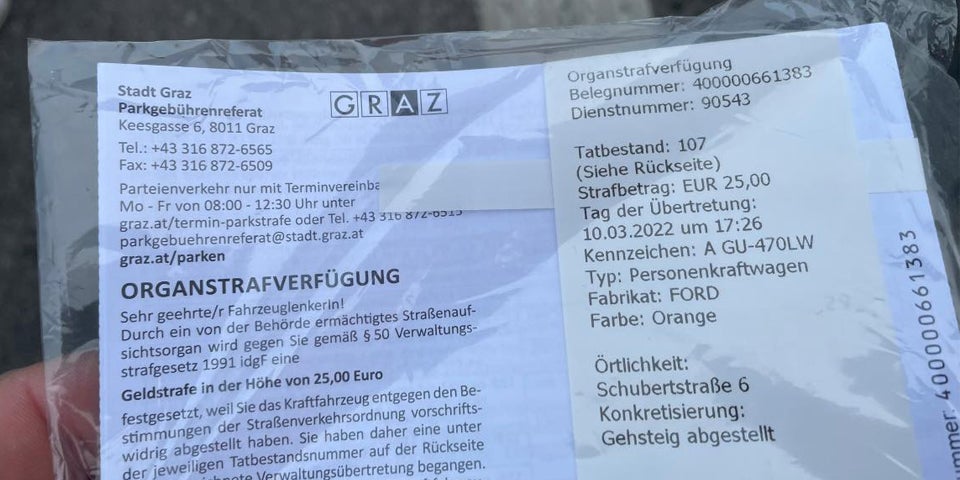 Stadt Graz
Parkgebührenreferat
Keesgasse 6, 8011 Graz
Tel.: +43 316 872-6565
Fax: +43 316 872-6509
Parteienverkehr nur mit Terminvereinba
Mo - Fr von 08:00 - 12:30 Uhr unter
graz.at/termin-parkstrafe oder Tel. +43 316 872-6515
parkgebuehrenreferat@stadt.graz.at
graz.at/parken
GRAZ
ORGANSTRAFVERFÜGUNG
Sehr geehrte/r Fahrzeuglenkerin!
Durch ein von der Behörde ermächtigtes Straßenauf-
sichtsorgan wird gegen Sie gemäß § 50 Verwaltungs-
strafgesetz 1991 idgF eine
Geldstrafe in der Höhe von 25,00 Euro
festgesetzt, weil Sie das Kraftfahrzeug entgegen den Be-
stimmungen der Straßenverkehrsordnung vorschrifts-
widrig abgestellt haben. Sie haben daher eine unter
der jeweiligen Tatbestandsnummer auf der Rückseite
Verwaltungsübertretung begangen.
Organstrafverfügung
Belegnummer: 400000661383
Dienstnummer: 90543
Tatbestand: 107
(Siehe Rückseite)
Strafbetrag: EUR 25,00
Tag der Übertretung:
10.03.2022 um 17:26
Kennzeichen: A GU-470LW
Typ: Personenkraftwagen
Fabrikat: FORD
Farbe: Orange
Örtlichkeit:
Schubertstraße 6
Konkretisierung:
Gehsteig abgestellt
ummer: 400000661383